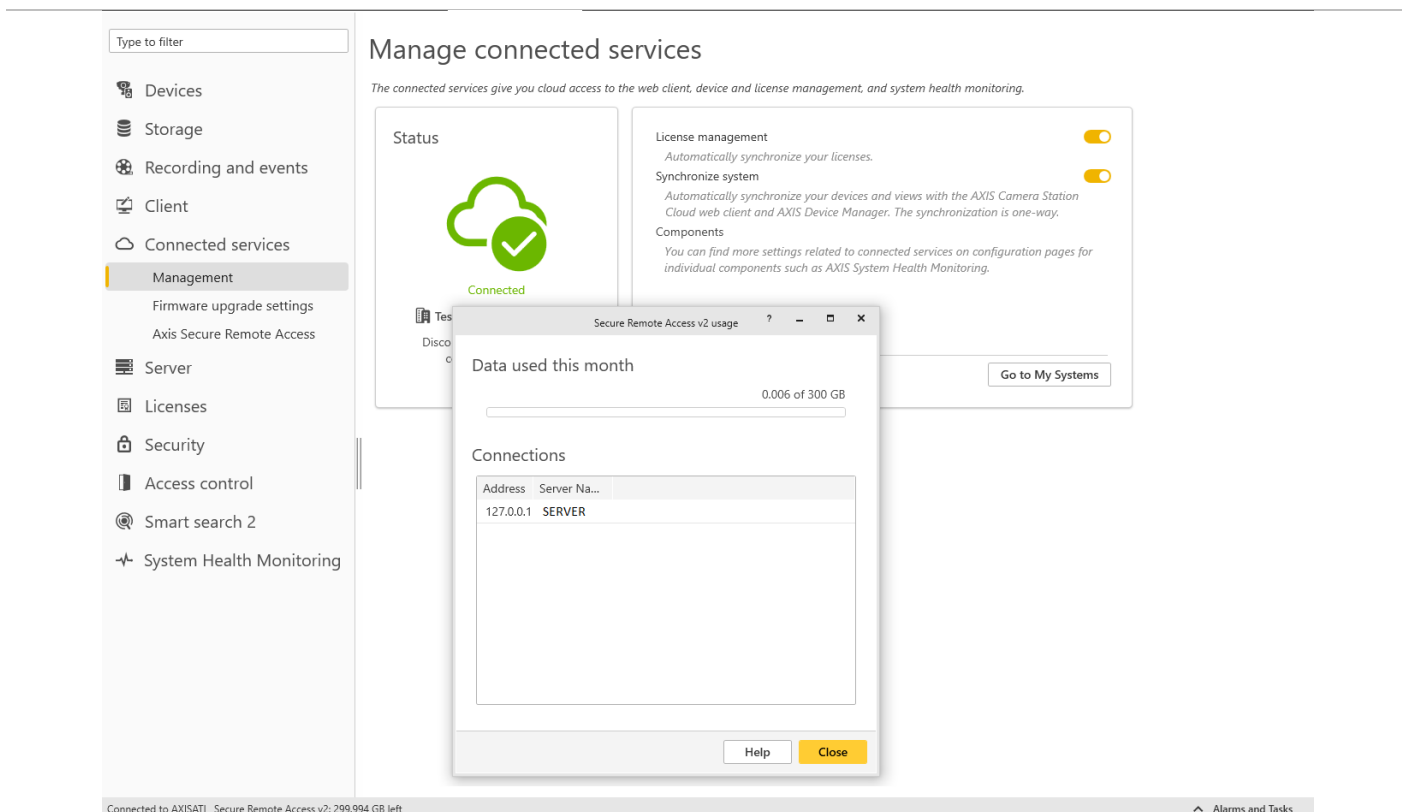 Type to filter
Devices
Storage
Recording and events
Client
Connected services
Management
Firmware upgrade settings
Axis Secure Remote Access
Server
Licenses
Security
Access control
Smart search 2
System Health Monitoring
Manage connected services
The connected services give you cloud access to the web client, device and license management, and system health monitoring.
Status
Connected
Tes
Disco
c
License management
Automatically synchronize your licenses.
Synchronize system
Automatically synchronize your devices and views with the AXIS Camera Station
Cloud web client and AXIS Device Manager. The synchronization is one-way.
Components
You can find more settings related to connected services on configuration pages for
individual components such as AXIS System Health Monitoring.
Go to My Systems
Secure Remote Access v2 usage
?
Data used this month
0.006 of 300 GB
Connections
Address Server Na...
127.0.0.1 SERVER
Help Close
Connected to AXISATL Secure Remote Access v2: 299.994 GB left
Alarms and Tasks